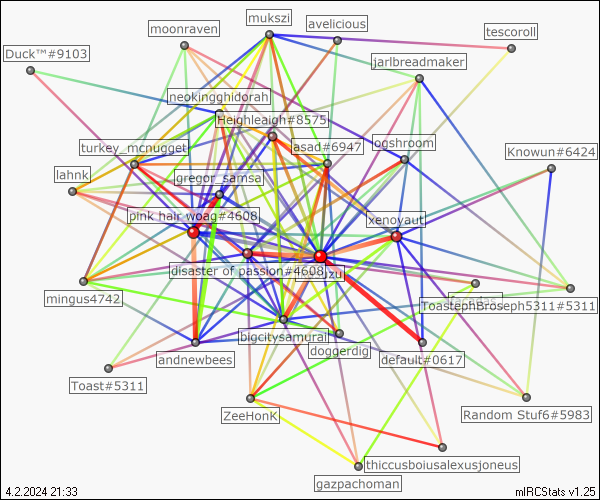 mukszi
avelicious
moonraven
tescoroll
Duck™#9103
jarlbreadmaker
neokingghidorah
Heighleaigh#8575
turkey_mcnugget
asad#6947
ogshroom
Knowun#6424
lahnk
gregor_samsa
pink hair woag#4608
xenoyaut
disaster of passion#4608
zu
mingus4742
ToastephBroseph5311#5311
bigcitysamurai
doggerdig
andnewbees
default#0617
Toast#5311
ZeeHonK
Random Stuf6#5983
thiccusboiusalexusjoneus
gazpachoman
4.2.2024 21:33
mIRCStats v1.25